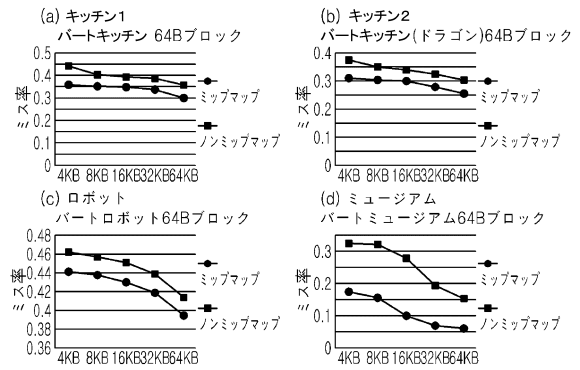 (a) キッチン1
バートキッチン 64Bブロック
0.5
0.4
0.3
0.2
0.1
0
ミス率
4KB 8KB 16KB 32KB 64KB
ミップマップ
ノンミップマップ
(b) キッチン2
バートキッチン(ドラゴン)64Bブロック
0.4
0.3
0.2
0.1
0
ミス率
4KB 8KB 16KB 32KB 64KB
ミップマップ
ノンミップマップ
(c) ロボット
バートロボット64Bブロック
0.48
0.46
0.44
0.42
0.4
0.38
0.36
ミス率
4KB 8KB 16KB 32KB 64KB
ミップマップ
ノンミップマップ
(d) ミュージアム
バートミュージアム64Bブロック
0.3
0.2
0.1
0
ミス率
4KB 8KB 16KB 32KB 64KB
ミップマップ
ノンミップマップ